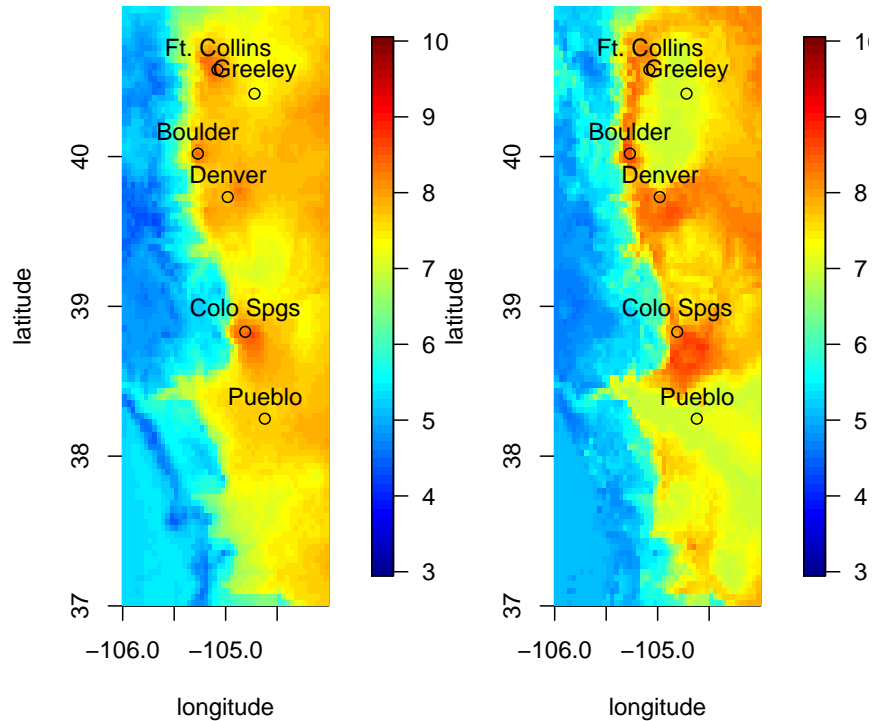 Ft. Collins
Greeley
Boulder
Denver
Colo Spgs
Pueblo
40
39
38
37
−106.0 −105.0
latitude
longitude
10
9
8
7
6
5
4
3
Ft. Collins
Greeley
Boulder
Denver
Colo Spgs
Pueblo
40
39
38
37
−106.0 −105.0
latitude
longitude
10
9
8
7
6
5
4
3